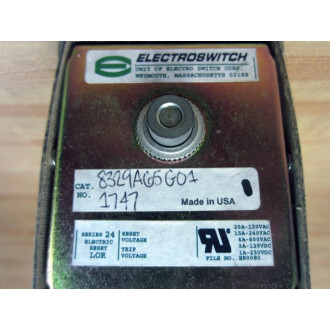 ELECTROSWITCH
UNIT OF ELECTRO SWITCH CORP.
WEYMOUTH, MASSACHUSETTS 02188
CAT. 8329A65G01
NO. 1747
Made in USA
SERIES 24
ELECTRIC
RESET
LOR
RESET
VOLTAGE
TRIP
VOLTAGE
20A-120VAC
15A-240VAC
6A-600VAC
3A-125VDC
1A-250VDC
FILE NO.